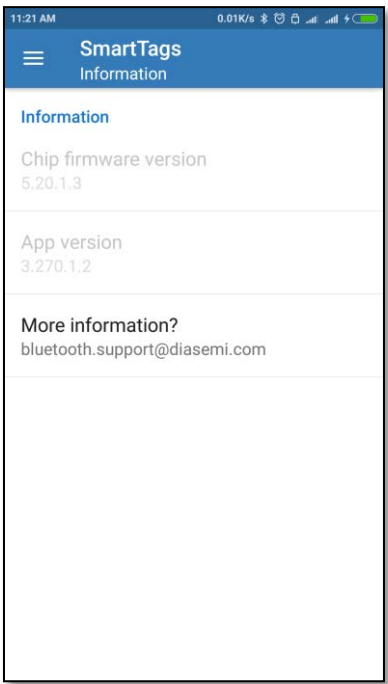 11:21 AM 0.01K/s
SmartTags
Information
Information
Chip firmware version
5.20.1.3
App version
3.270.1.2
More information?
bluetooth.support@diasemi.com